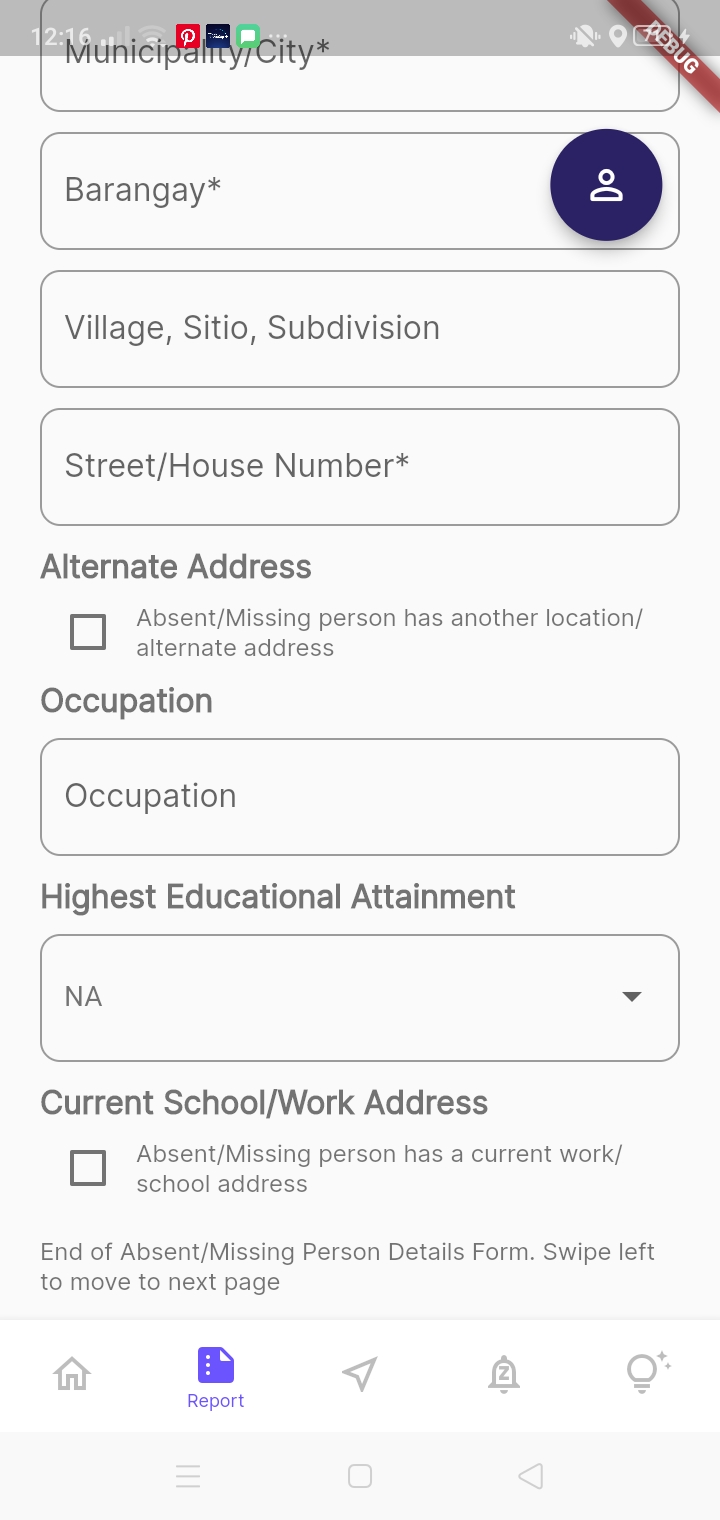 12:16
71
DEBUG
Municipality/City*
Barangay*
Village, Sitio, Subdivision
Street/House Number*
Alternate Address
Absent/Missing person has another location/
alternate address
Occupation
Occupation
Highest Educational Attainment
NA
Current School/Work Address
Absent/Missing person has a current work/
school address
End of Absent/Missing Person Details Form. Swipe left
to move to next page
Report